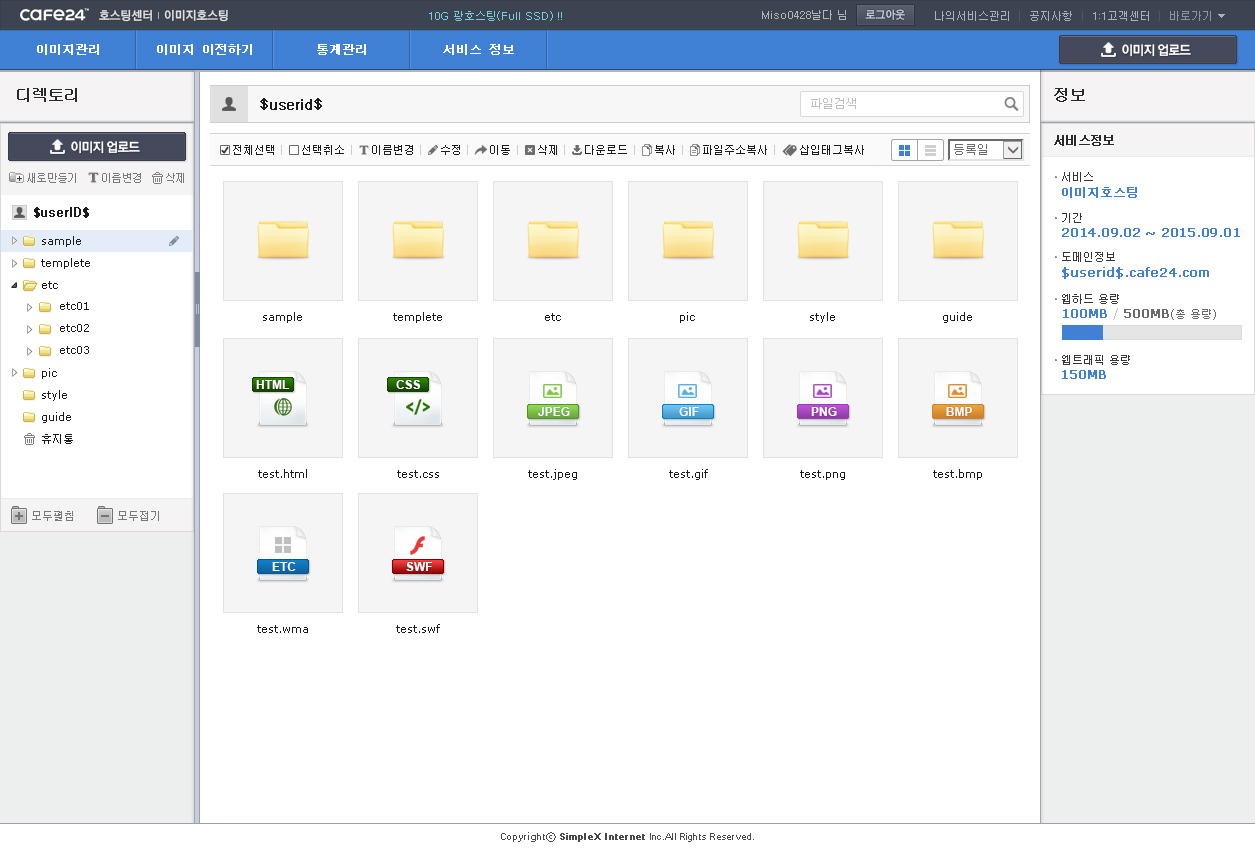 cafe24™ 호스팅센터 | 이미지호스팅 10G 광호스팅(Full SSD) !! Miso0428날다 님 로그아웃 나의서비스관리 공지사항 1:1고객센터 바로가기
이미지관리 이미지 이전하기 통계관리 서비스 정보 이미지 업로드
디렉토리
이미지 업로드
새로만들기 이름변경 삭제
$userID$
sample
templete
etc
etc01
etc02
etc03
pic
style
guide
휴지통
모두펼침 모두접기
$userid$
파일검색
전체선택 선택취소 이름변경 수정 이동 삭제 다운로드 복사 파일주소복사 삽입태그복사 등록일
sample templete etc pic style guide
HTML CSS </> JPEG GIF PNG BMP
test.html test.css test.jpeg test.gif test.png test.bmp
ETC SWF
test.wma test.swf
정보
서비스정보
· 서비스
이미지호스팅
· 기간
2014.09.02 ~ 2015.09.01
· 도메인정보
$userid$.cafe24.com
· 웹하드 용량
100MB / 500MB(총 용량)
· 웹트래픽 용량
150MB
Copyrightⓒ SimpleX Internet Inc.All Rights Reserved.